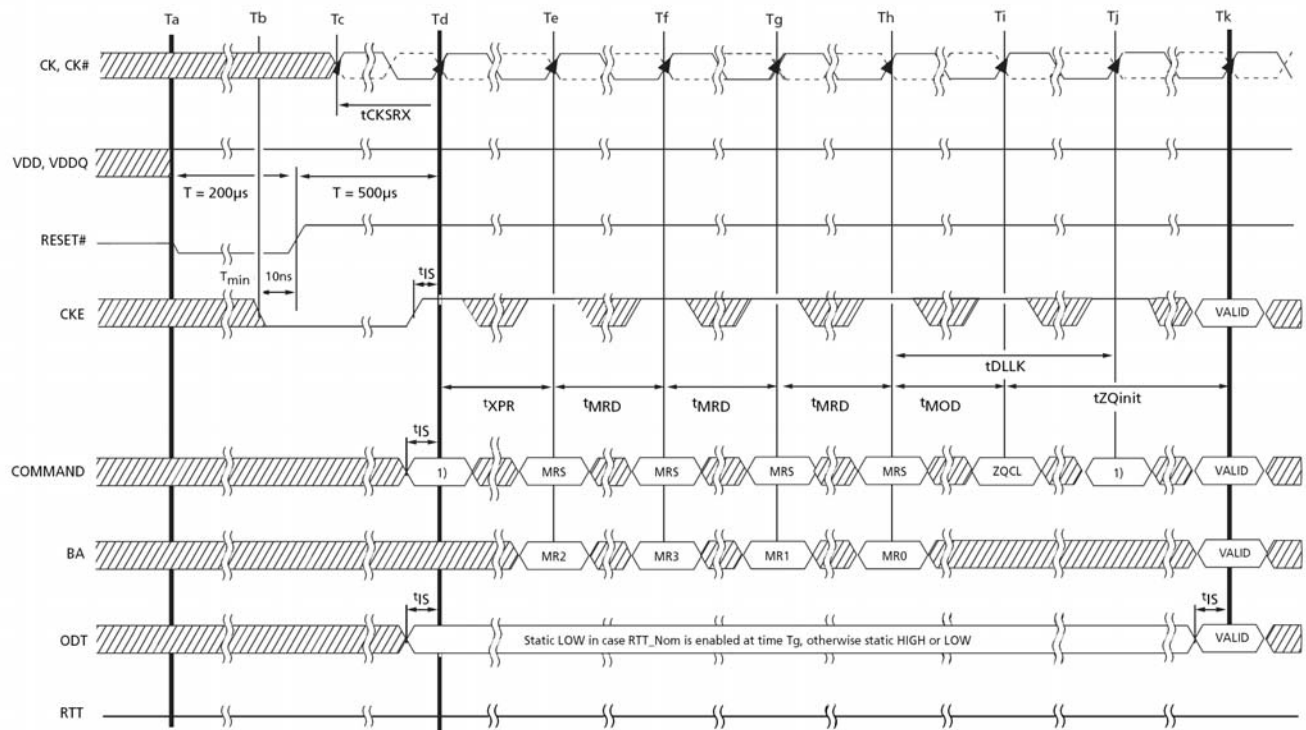 Ta Tb Tc Td Te Tf Tg Th Ti Tj Tk
CK, CK#
tCKSRX
VDD, VDDQ
T = 200µs T = 500µs
RESET#
Tmin 10ns tIS
CKE VALID
tDLLK
tXPR tMRD tMRD tMRD tMOD tZQinit
tIS
COMMAND 1) MRS MRS MRS MRS ZQCL 1) VALID
BA MR2 MR3 MR1 MR0 VALID
tIS tIS
ODT Static LOW in case RTT_Nom is enabled at time Tg, otherwise static HIGH or LOW VALID
RTT